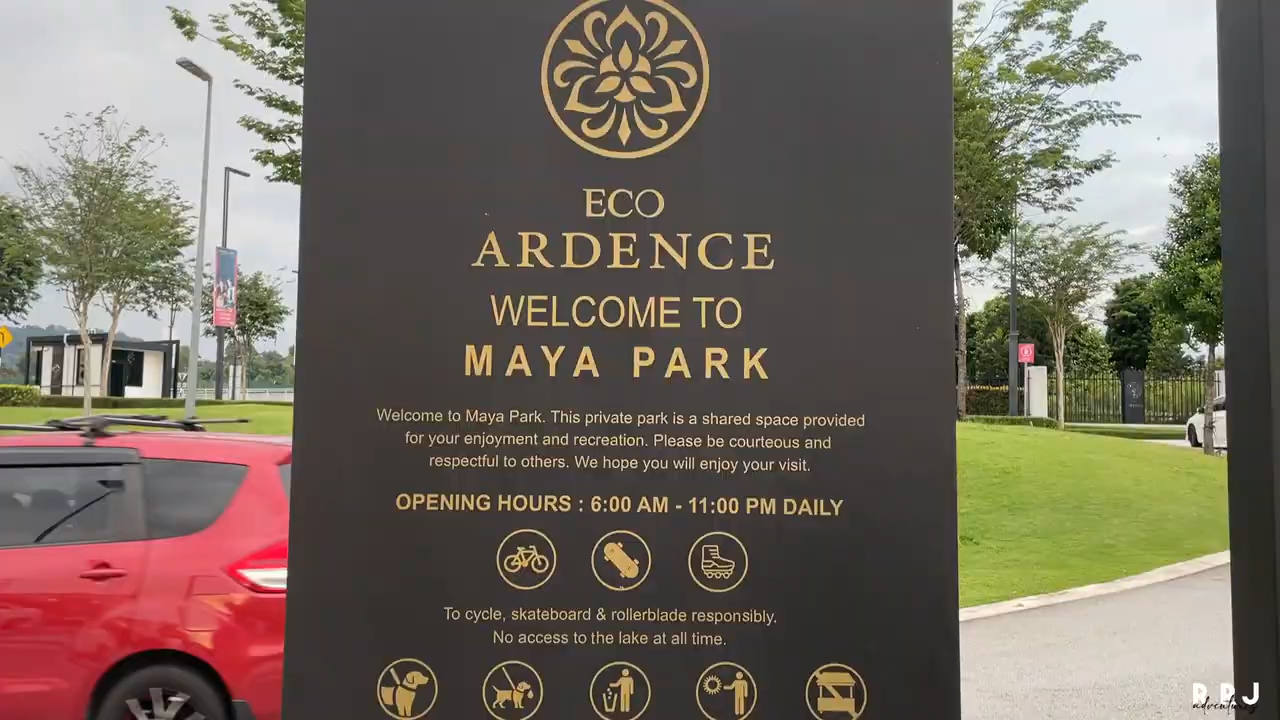 ECO
ARDENCE
WELCOME TO
MAYA PARK
Welcome to Maya Park. This private park is a shared space provided
for your enjoyment and recreation. Please be courteous and
respectful to others. We hope you will enjoy your visit.
OPENING HOURS : 6:00 AM - 11:00 PM DAILY
To cycle, skateboard & rollerblade responsibly.
No access to the lake at all time.
RPJ
adventures